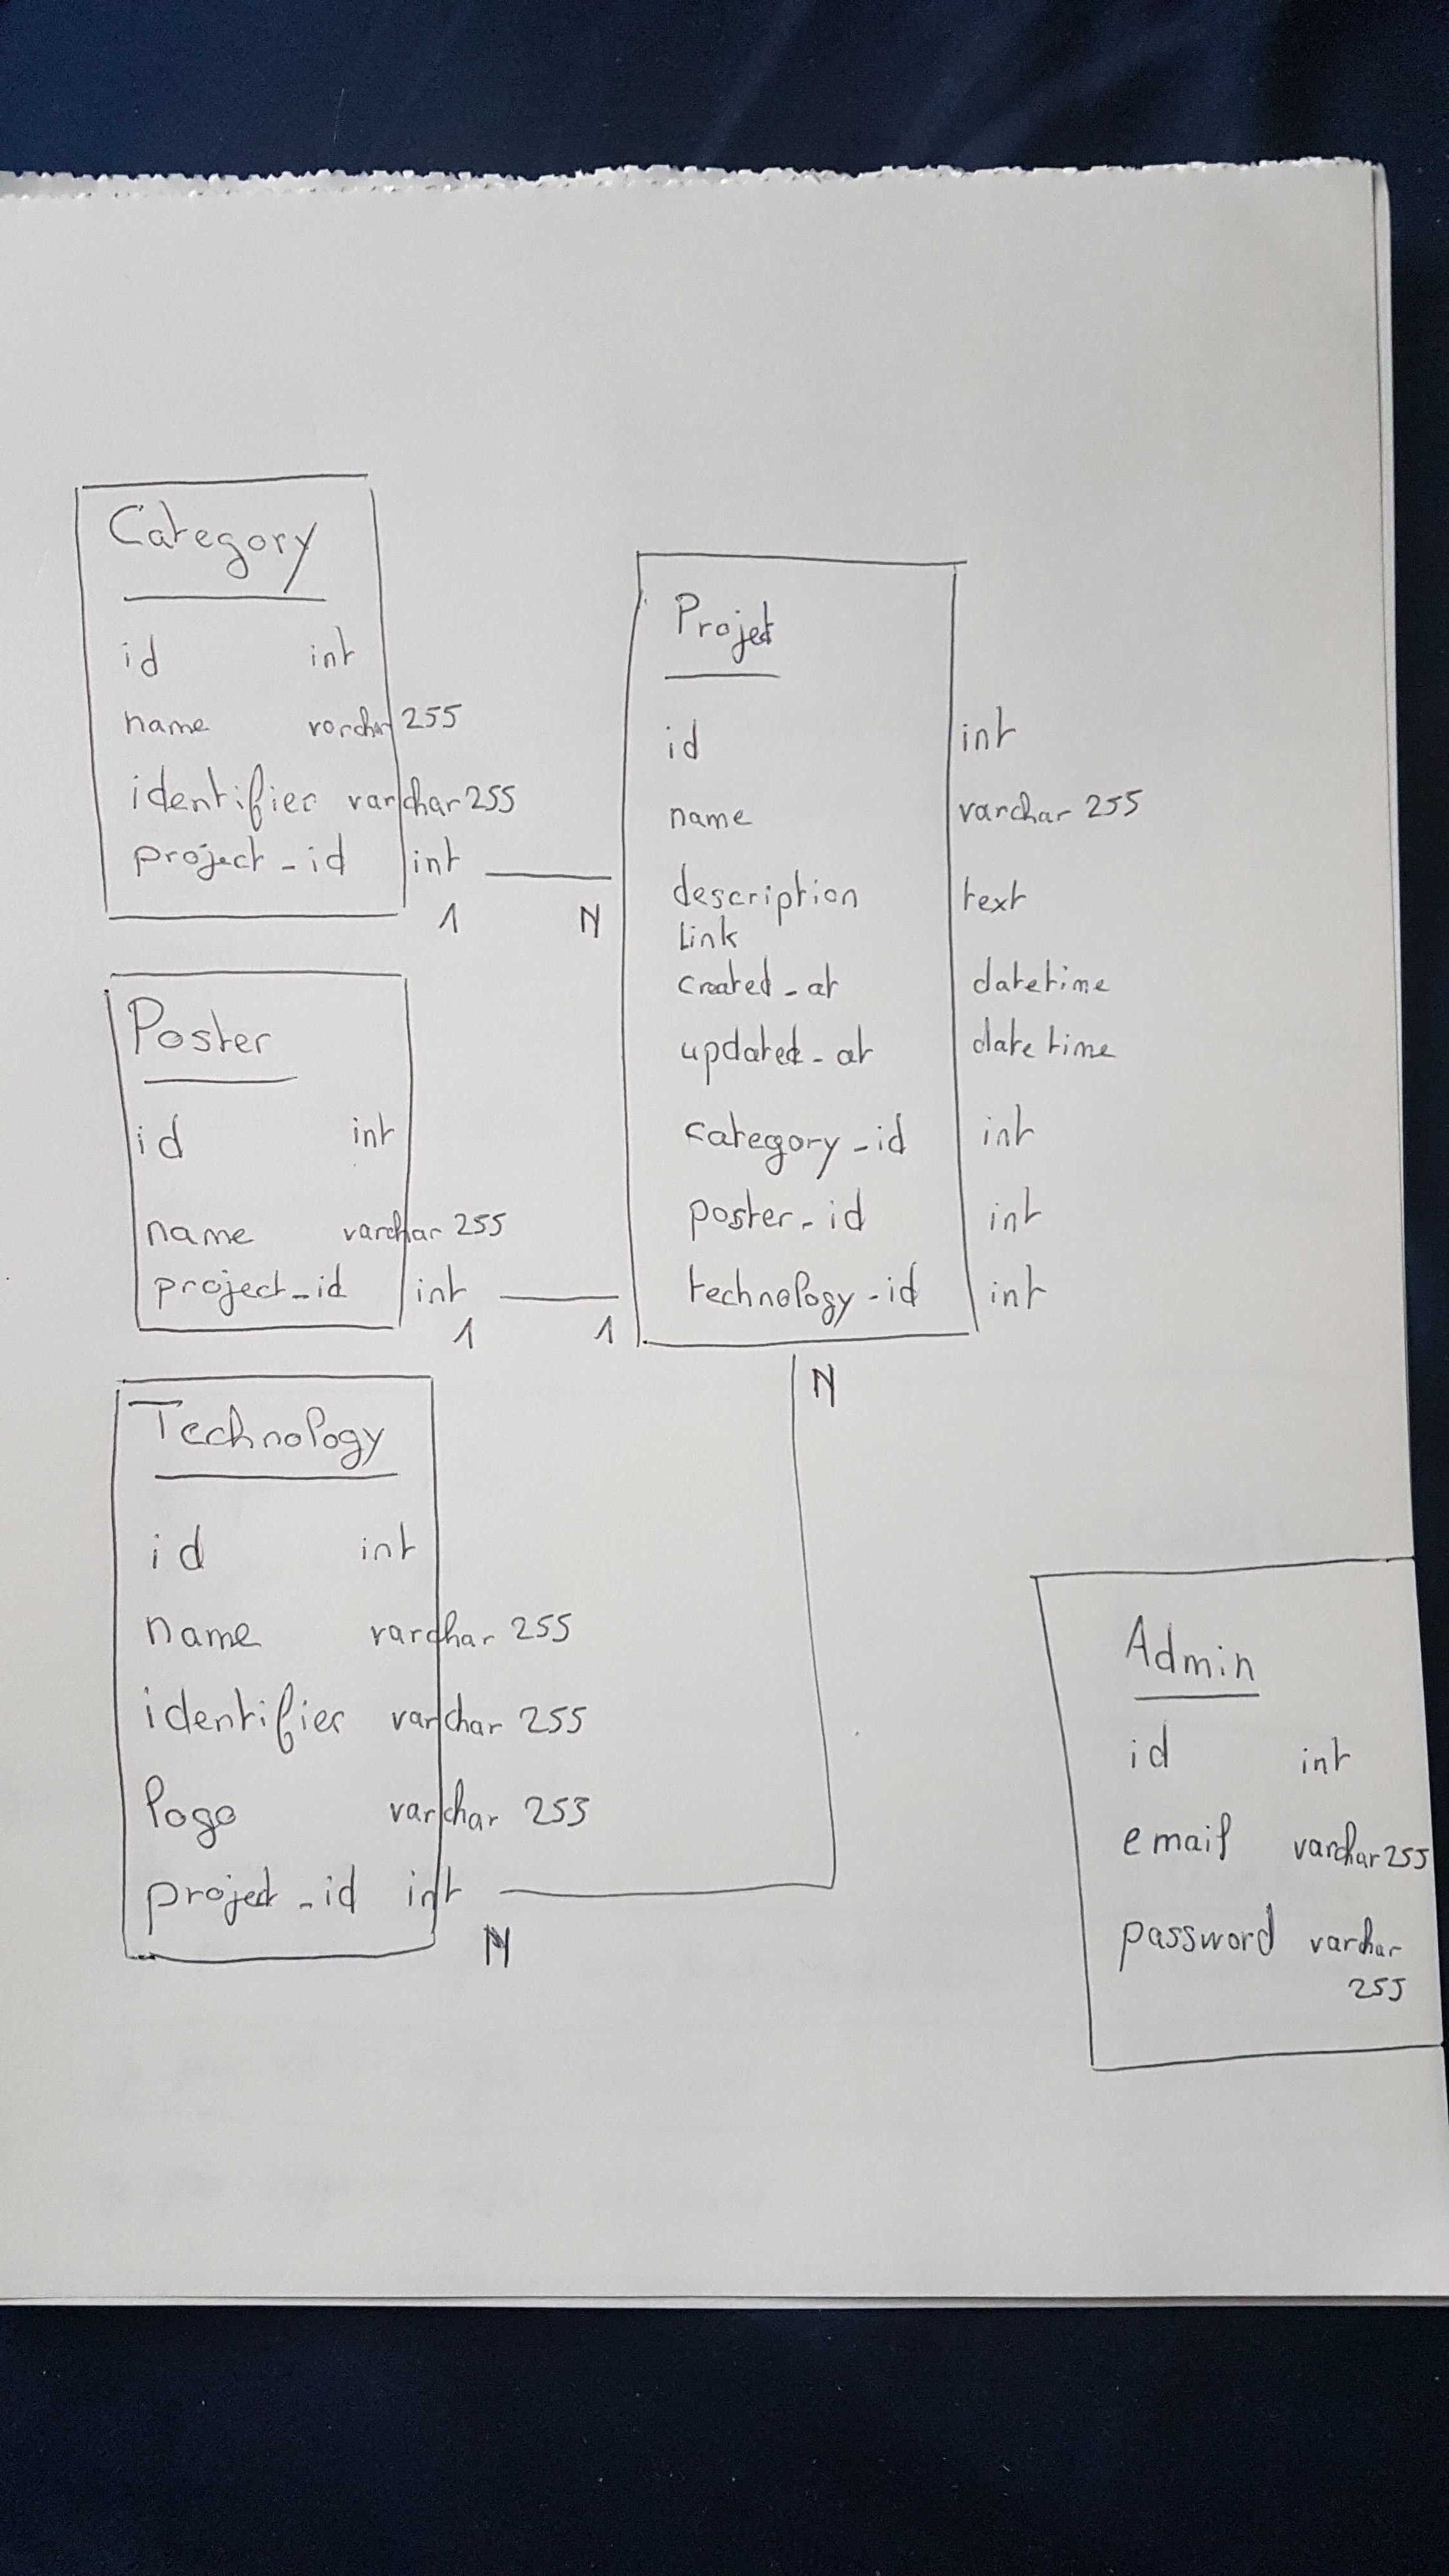 Category
id int
name varchar 255
identifier varchar 255
project_id int
1 N
Projet
id int
name varchar 255
description text
Link
created_at datetime
updated_at datetime
category_id int
poster_id int
technology_id int
N
Poster
id int
name varchar 255
project_id int
1 1
Technology
id int
name varchar 255
identifier varchar 255
logo varchar 255
project_id int
N
Admin
id int
email varchar 255
password varchar
255